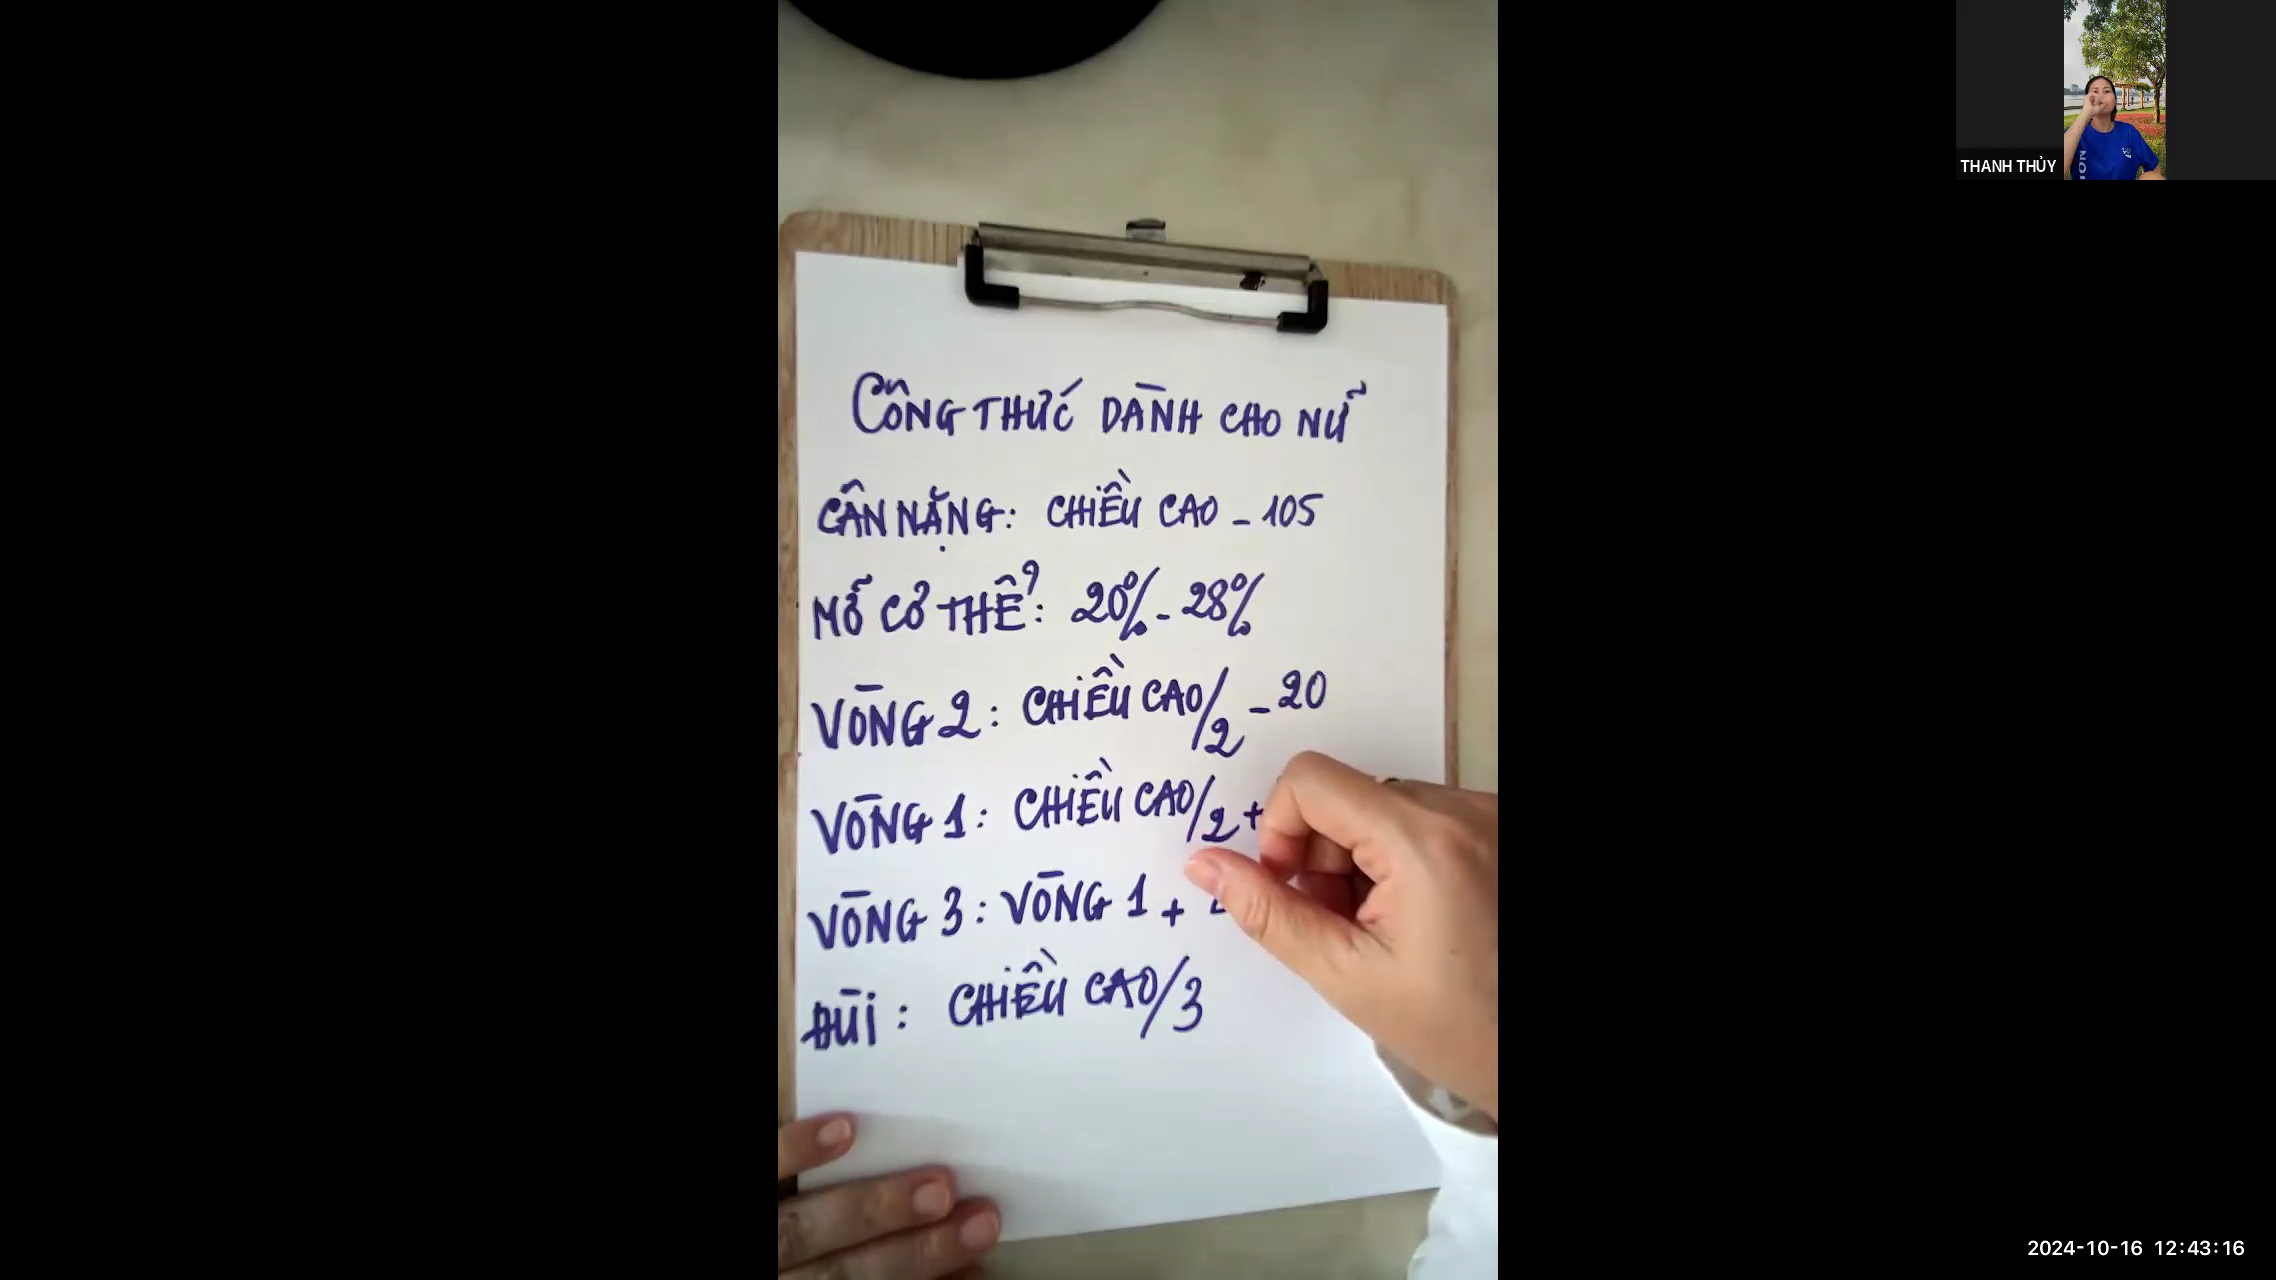 CÔNG THỨC DÀNH CHO NỮ
CÂN NẶNG: CHIỀU CAO - 105
MỠ CƠ THỂ: 20% - 28%
VÒNG 2: CHIỀU CAO/2 - 20
VÒNG 1: CHIỀU CAO/2 +
VÒNG 3: VÒNG 1 +
ĐÙI: CHIỀU CAO/3
THANH THỦY
2024-10-16 12:43:16